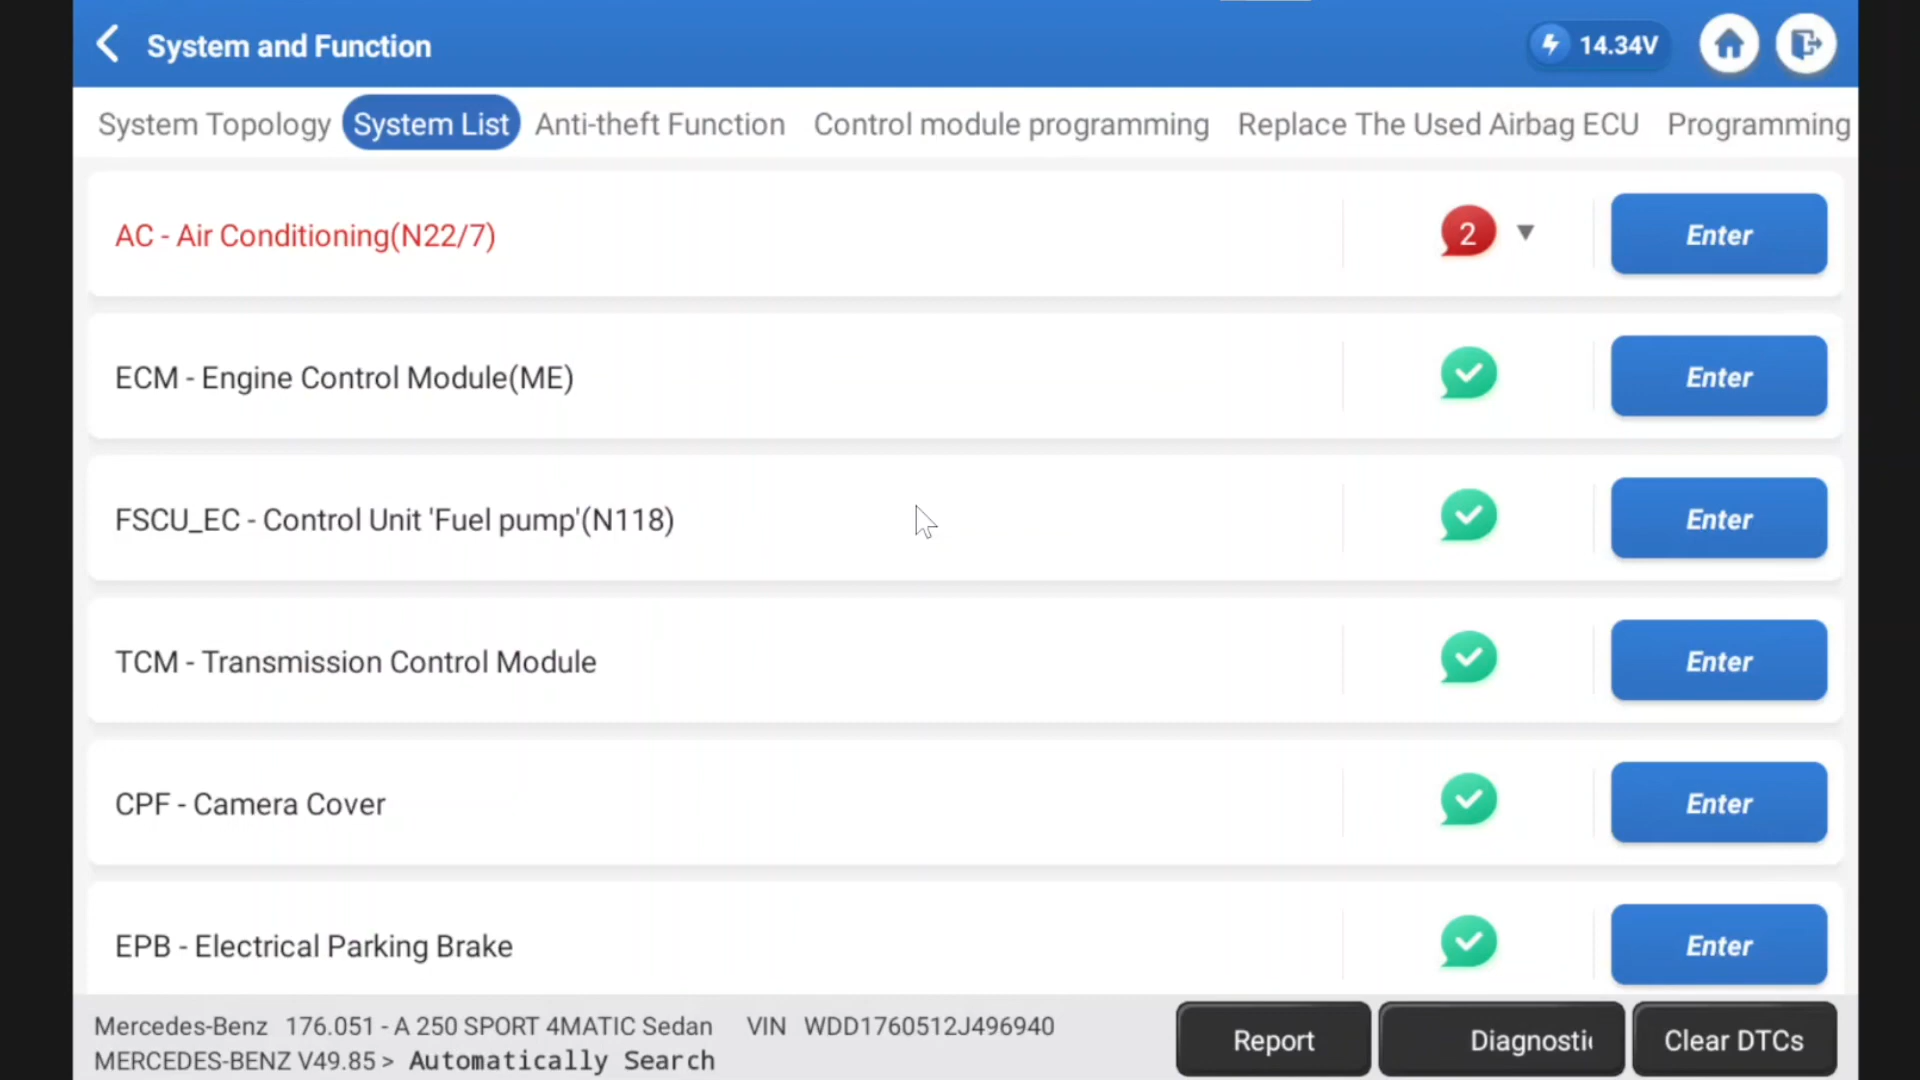 System and Function
14.34V
System Topology System List Anti-theft Function Control module programming Replace The Used Airbag ECU Programming
AC - Air Conditioning(N22/7) 2 Enter
ECM - Engine Control Module(ME) Enter
FSCU_EC - Control Unit 'Fuel pump'(N118) Enter
TCM - Transmission Control Module Enter
CPF - Camera Cover Enter
EPB - Electrical Parking Brake Enter
Mercedes-Benz 176.051 - A 250 SPORT 4MATIC Sedan VIN WDD1760512J496940
MERCEDES-BENZ V49.85 > Automatically Search
Report Diagnosti Clear DTCs